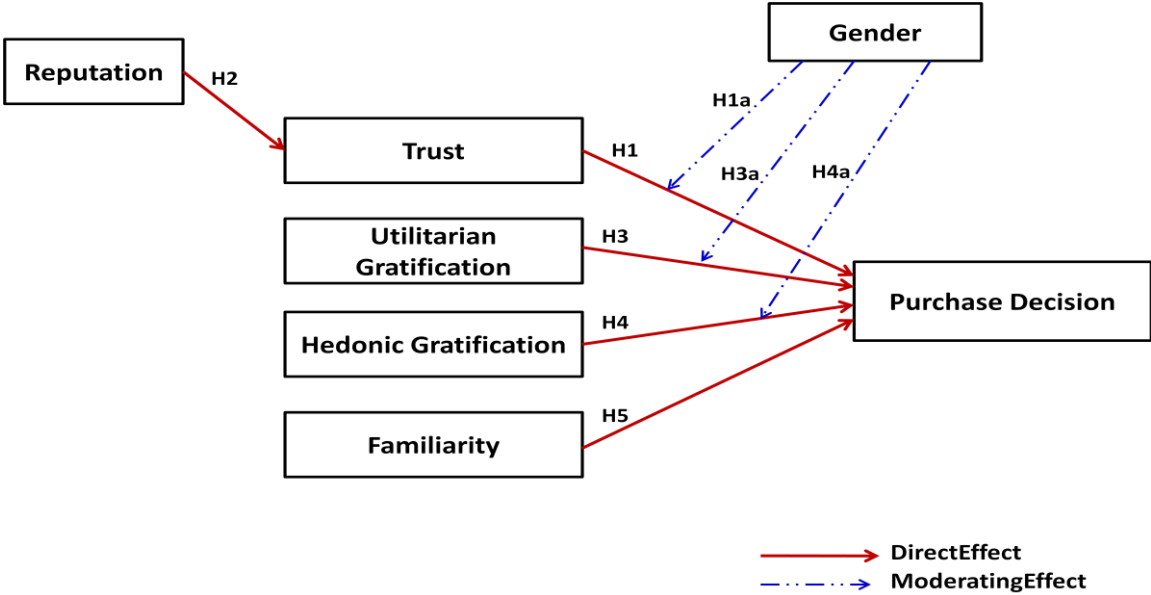 Gender
Reputation
H2
H1a
Trust
H1
H3a
H4a
Utilitarian
Gratification
H3
Purchase Decision
Hedonic Gratification
H4
Familiarity
H5
DirectEffect
ModeratingEffect